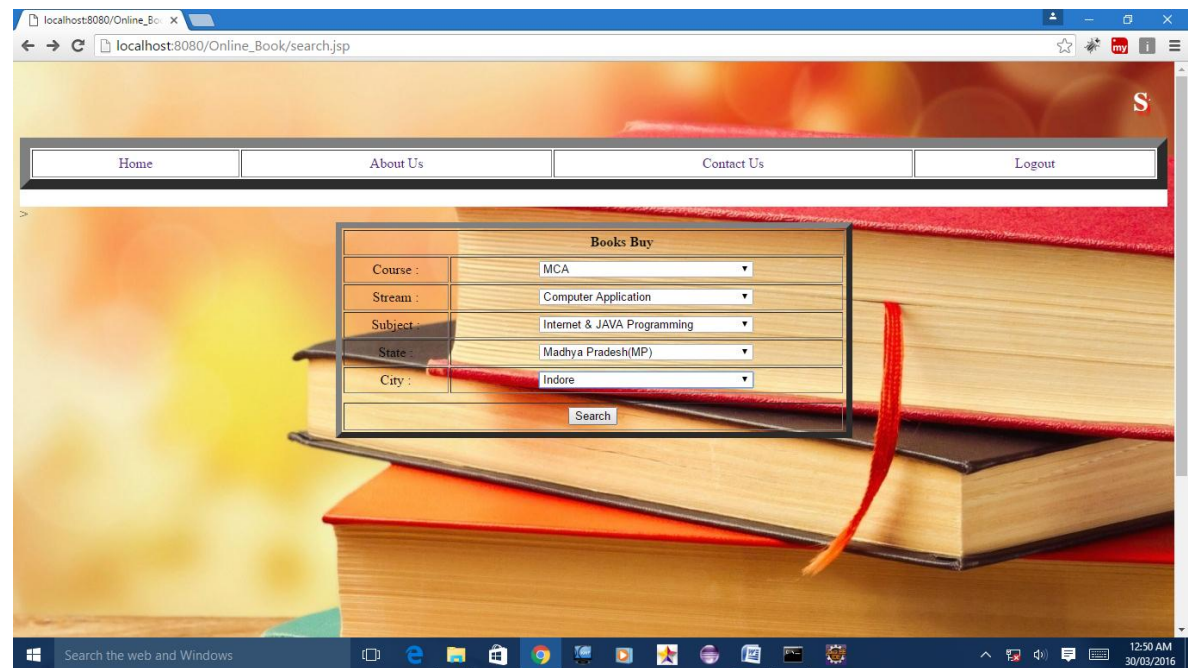 localhost:8080/Online_Bo
localhost:8080/Online_Book/search.jsp
my
S
Home About Us Contact Us Logout
>
Books Buy
Course : MCA
Stream : Computer Application
Subject : Internet & JAVA Programming
State : Madhya Pradesh(MP)
City : Indore
Search
Search the web and Windows
12:50 AM
30/03/2016